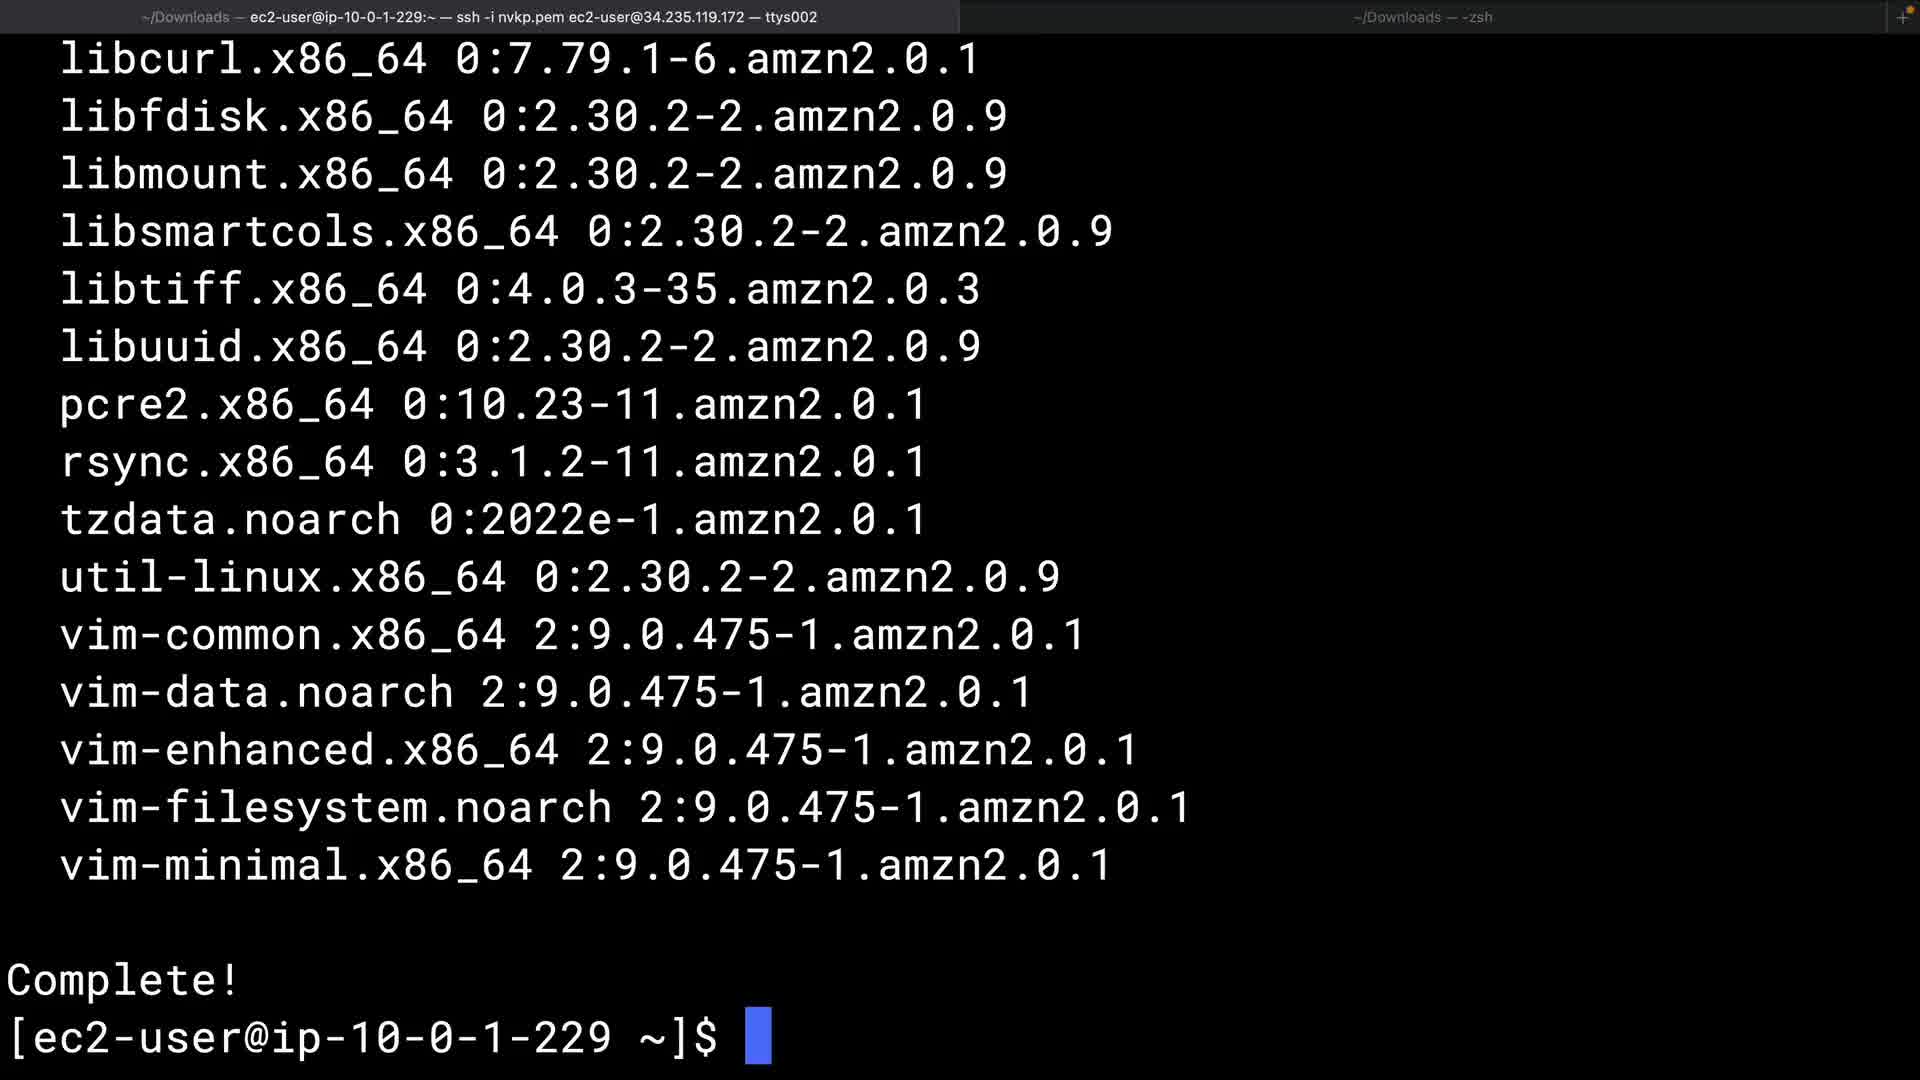 ~/Downloads — ec2-user@ip-10-0-1-229:~ — ssh -i nvkp.pem ec2-user@34.235.119.172 — ttys002
~/Downloads — -zsh
+
libcurl.x86_64 0:7.79.1-6.amzn2.0.1
libfdisk.x86_64 0:2.30.2-2.amzn2.0.9
libmount.x86_64 0:2.30.2-2.amzn2.0.9
libsmartcols.x86_64 0:2.30.2-2.amzn2.0.9
libtiff.x86_64 0:4.0.3-35.amzn2.0.3
libuuid.x86_64 0:2.30.2-2.amzn2.0.9
pcre2.x86_64 0:10.23-11.amzn2.0.1
rsync.x86_64 0:3.1.2-11.amzn2.0.1
tzdata.noarch 0:2022e-1.amzn2.0.1
util-linux.x86_64 0:2.30.2-2.amzn2.0.9
vim-common.x86_64 2:9.0.475-1.amzn2.0.1
vim-data.noarch 2:9.0.475-1.amzn2.0.1
vim-enhanced.x86_64 2:9.0.475-1.amzn2.0.1
vim-filesystem.noarch 2:9.0.475-1.amzn2.0.1
vim-minimal.x86_64 2:9.0.475-1.amzn2.0.1
Complete!
[ec2-user@ip-10-0-1-229 ~]$